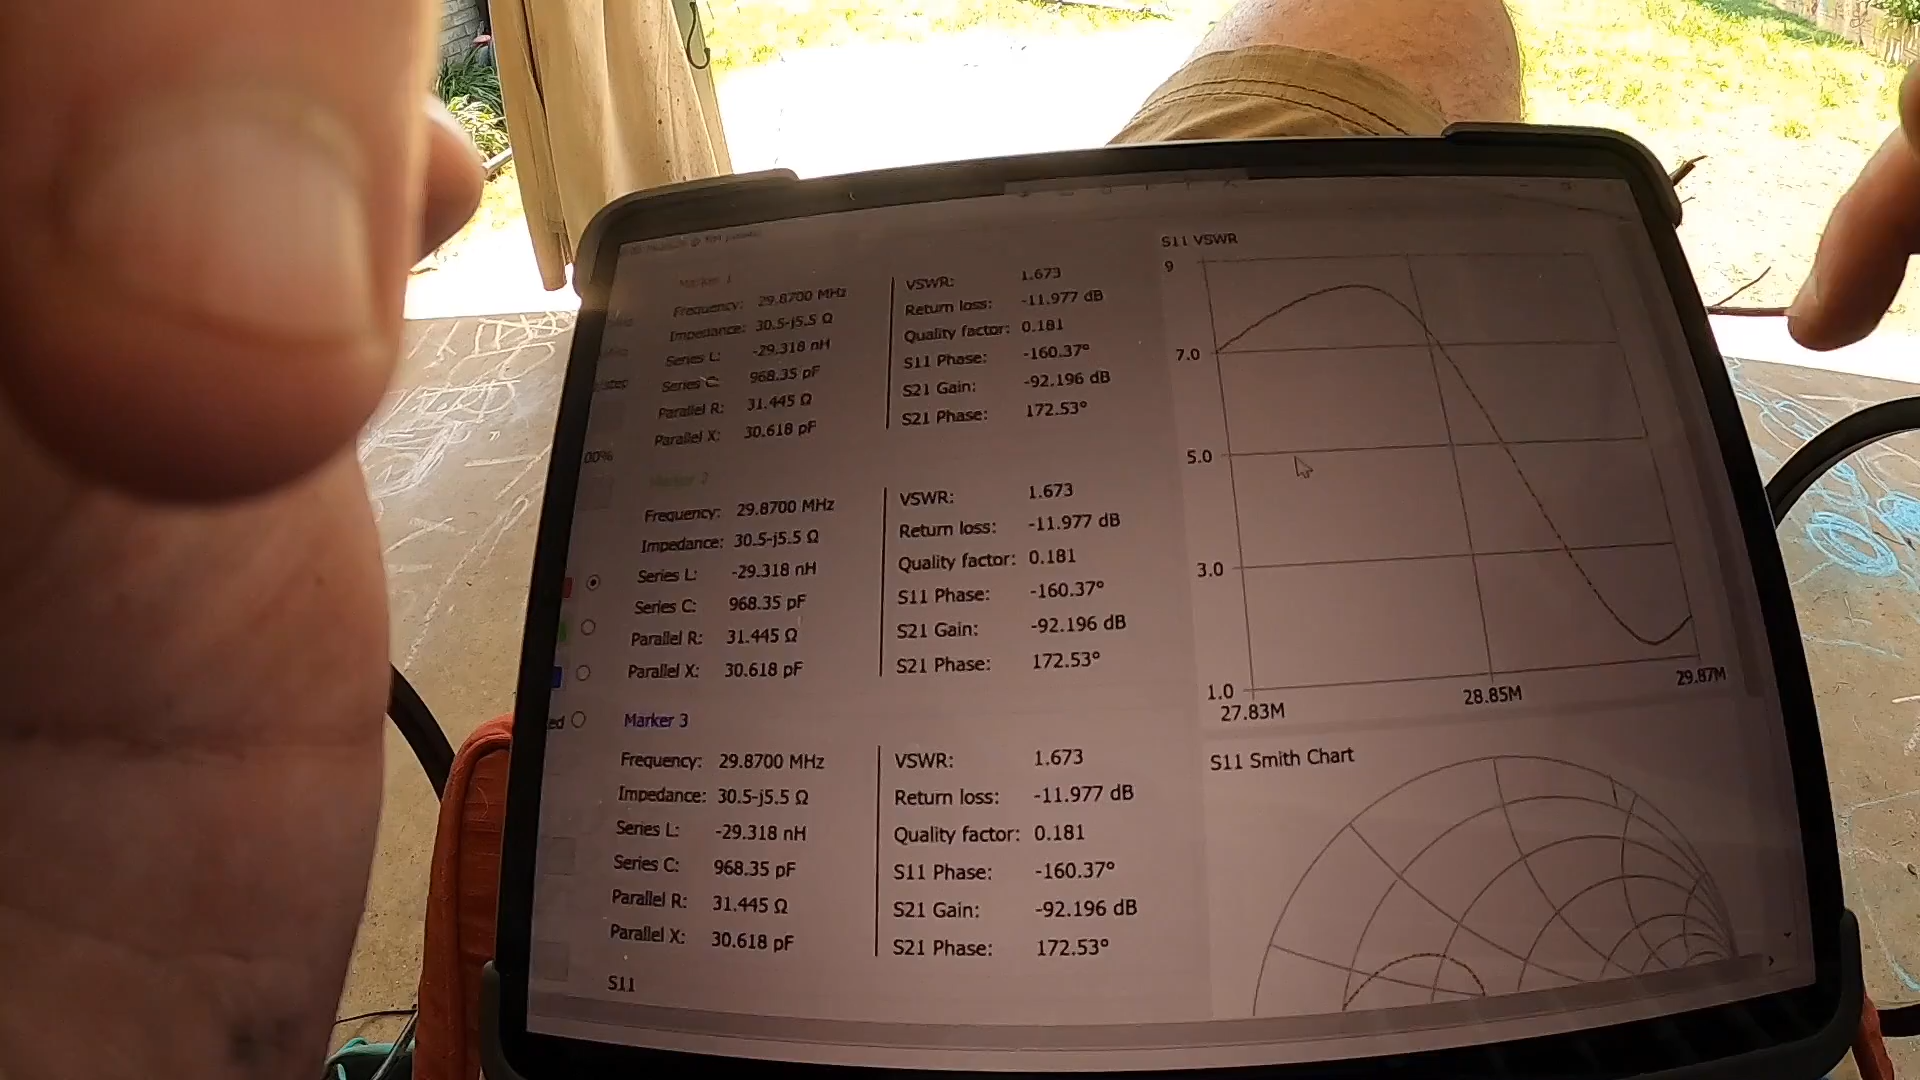 Marker 1
Frequency: 29.8700 MHz
Impedance: 30.5-j5.5 Ω
Series L: -29.318 nH
Series C: 968.35 pF
Parallel R: 31.445 Ω
Parallel X: 30.618 pF
VSWR: 1.673
Return loss: -11.977 dB
Quality factor: 0.181
S11 Phase: -160.37°
S21 Gain: -92.196 dB
S21 Phase: 172.53°
00%
Marker 2
Frequency: 29.8700 MHz
Impedance: 30.5-j5.5 Ω
Series L: -29.318 nH
Series C: 968.35 pF
Parallel R: 31.445 Ω
Parallel X: 30.618 pF
VSWR: 1.673
Return loss: -11.977 dB
Quality factor: 0.181
S11 Phase: -160.37°
S21 Gain: -92.196 dB
S21 Phase: 172.53°
ed
Marker 3
Frequency: 29.8700 MHz
Impedance: 30.5-j5.5 Ω
Series L: -29.318 nH
Series C: 968.35 pF
Parallel R: 31.445 Ω
Parallel X: 30.618 pF
VSWR: 1.673
Return loss: -11.977 dB
Quality factor: 0.181
S11 Phase: -160.37°
S21 Gain: -92.196 dB
S21 Phase: 172.53°
S11
S11 VSWR
9
7.0
5.0
3.0
1.0
27.83M
28.85M
29.87M
S11 Smith Chart